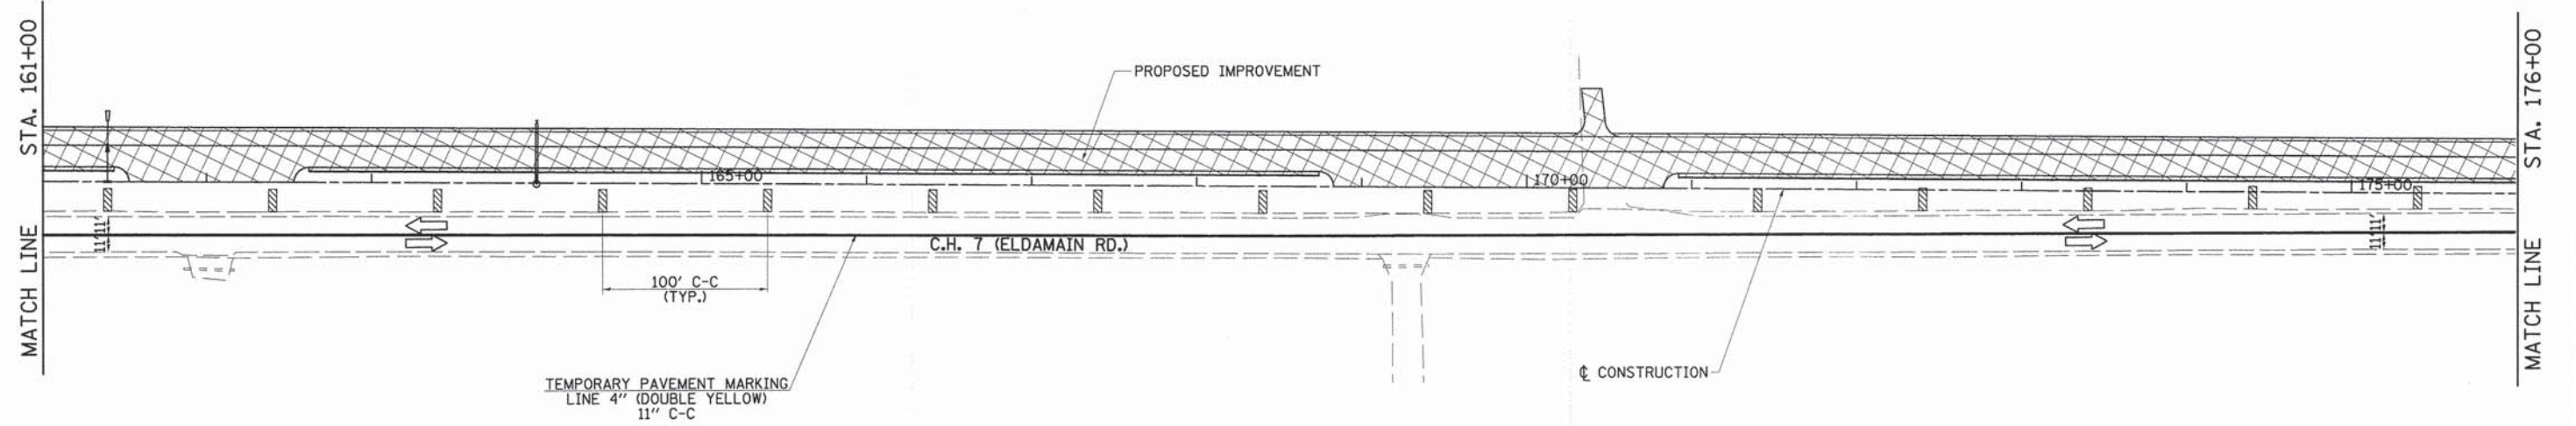 STA. 161+00
MATCH LINE
PROPOSED IMPROVEMENT
165+00
170+00
175+00
11' 11'
C.H. 7 (ELDAMAIN RD.)
11' 11'
100' C-C
(TYP.)
TEMPORARY PAVEMENT MARKING
LINE 4" (DOUBLE YELLOW)
11" C-C
℄ CONSTRUCTION
STA. 176+00
MATCH LINE